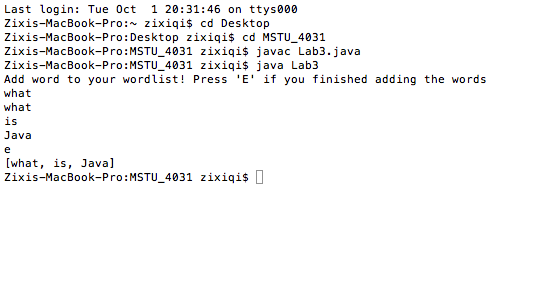 Last login: Tue Oct  1 20:31:46 on ttys000
Zixis-MacBook-Pro:~ zixiqi$ cd Desktop
Zixis-MacBook-Pro:Desktop zixiqi$ cd MSTU_4031
Zixis-MacBook-Pro:MSTU_4031 zixiqi$ javac Lab3.java
Zixis-MacBook-Pro:MSTU_4031 zixiqi$ java Lab3
Add word to your wordlist! Press 'E' if you finished adding the words
what
what
is
Java
e
[what, is, Java]
Zixis-MacBook-Pro:MSTU_4031 zixiqi$